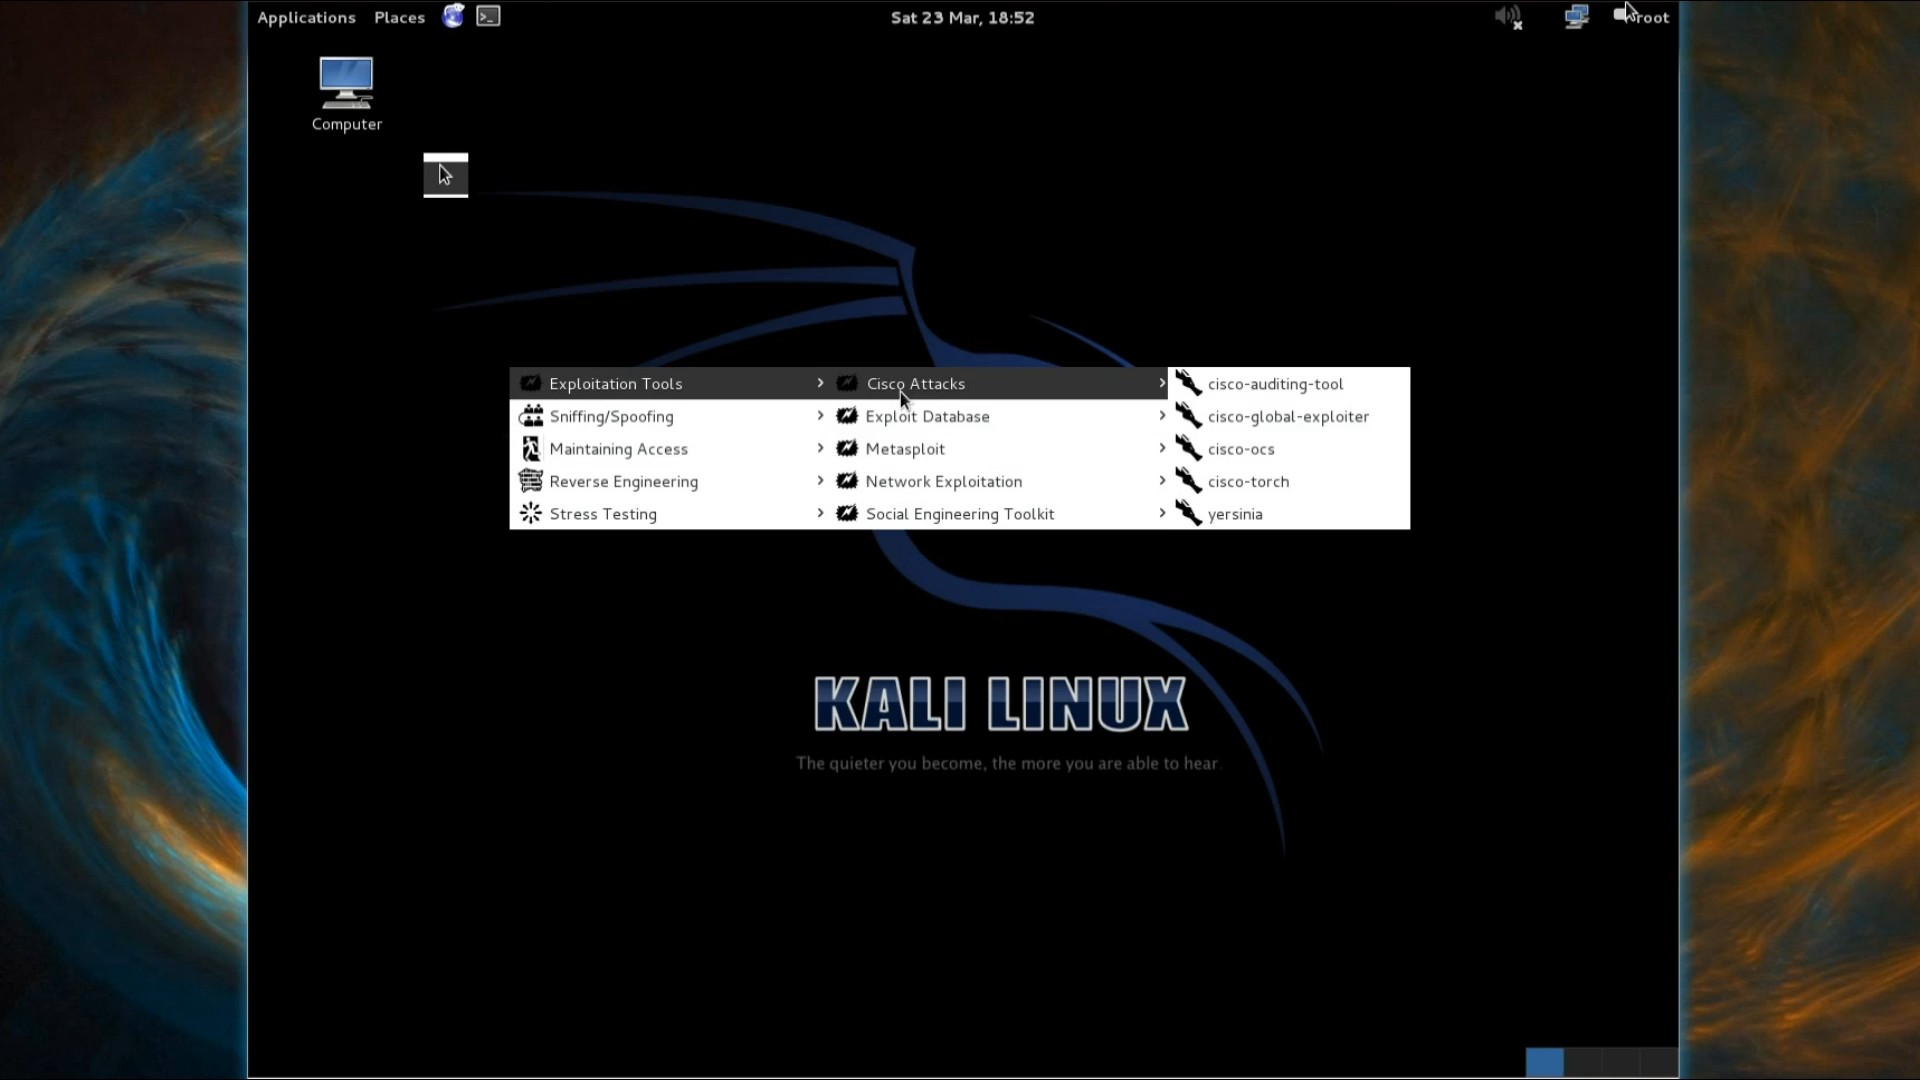 Applications Places Sat 23 Mar, 18:52 root
Computer
Exploitation Tools Cisco Attacks cisco-auditing-tool
Sniffing/Spoofing Exploit Database cisco-global-exploiter
Maintaining Access Metasploit cisco-ocs
Reverse Engineering Network Exploitation cisco-torch
Stress Testing Social Engineering Toolkit yersinia
KALI LINUX
The quieter you become, the more you are able to hear.